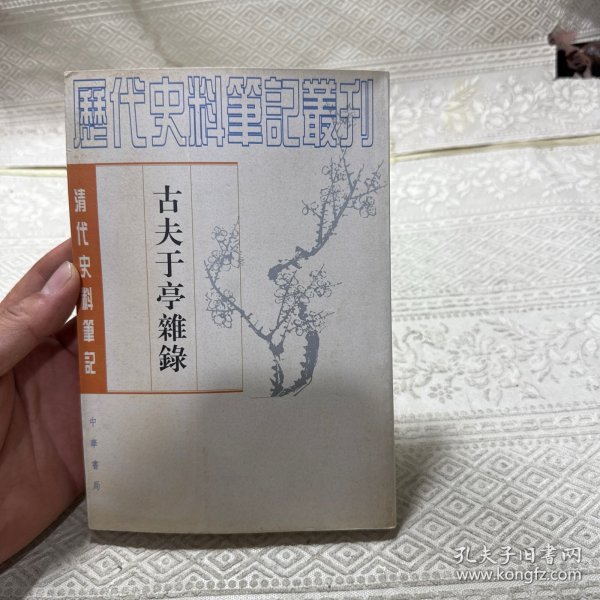 歷代史料筆記叢刊
清代史料筆記
古夫于亭雜錄
中華書局
孔夫子旧书网
www.kongfz.com